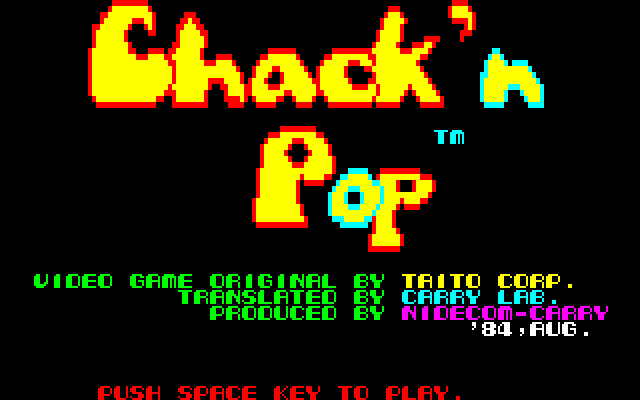 Chack'n
Pop
TM
VIDEO GAME ORIGINAL BY TAITO CORP.
TRANSLATED BY CARRY LAB.
PRODUCED BY NIDECOM-CARRY
'84,AUG.
PUSH SPACE KEY TO PLAY.